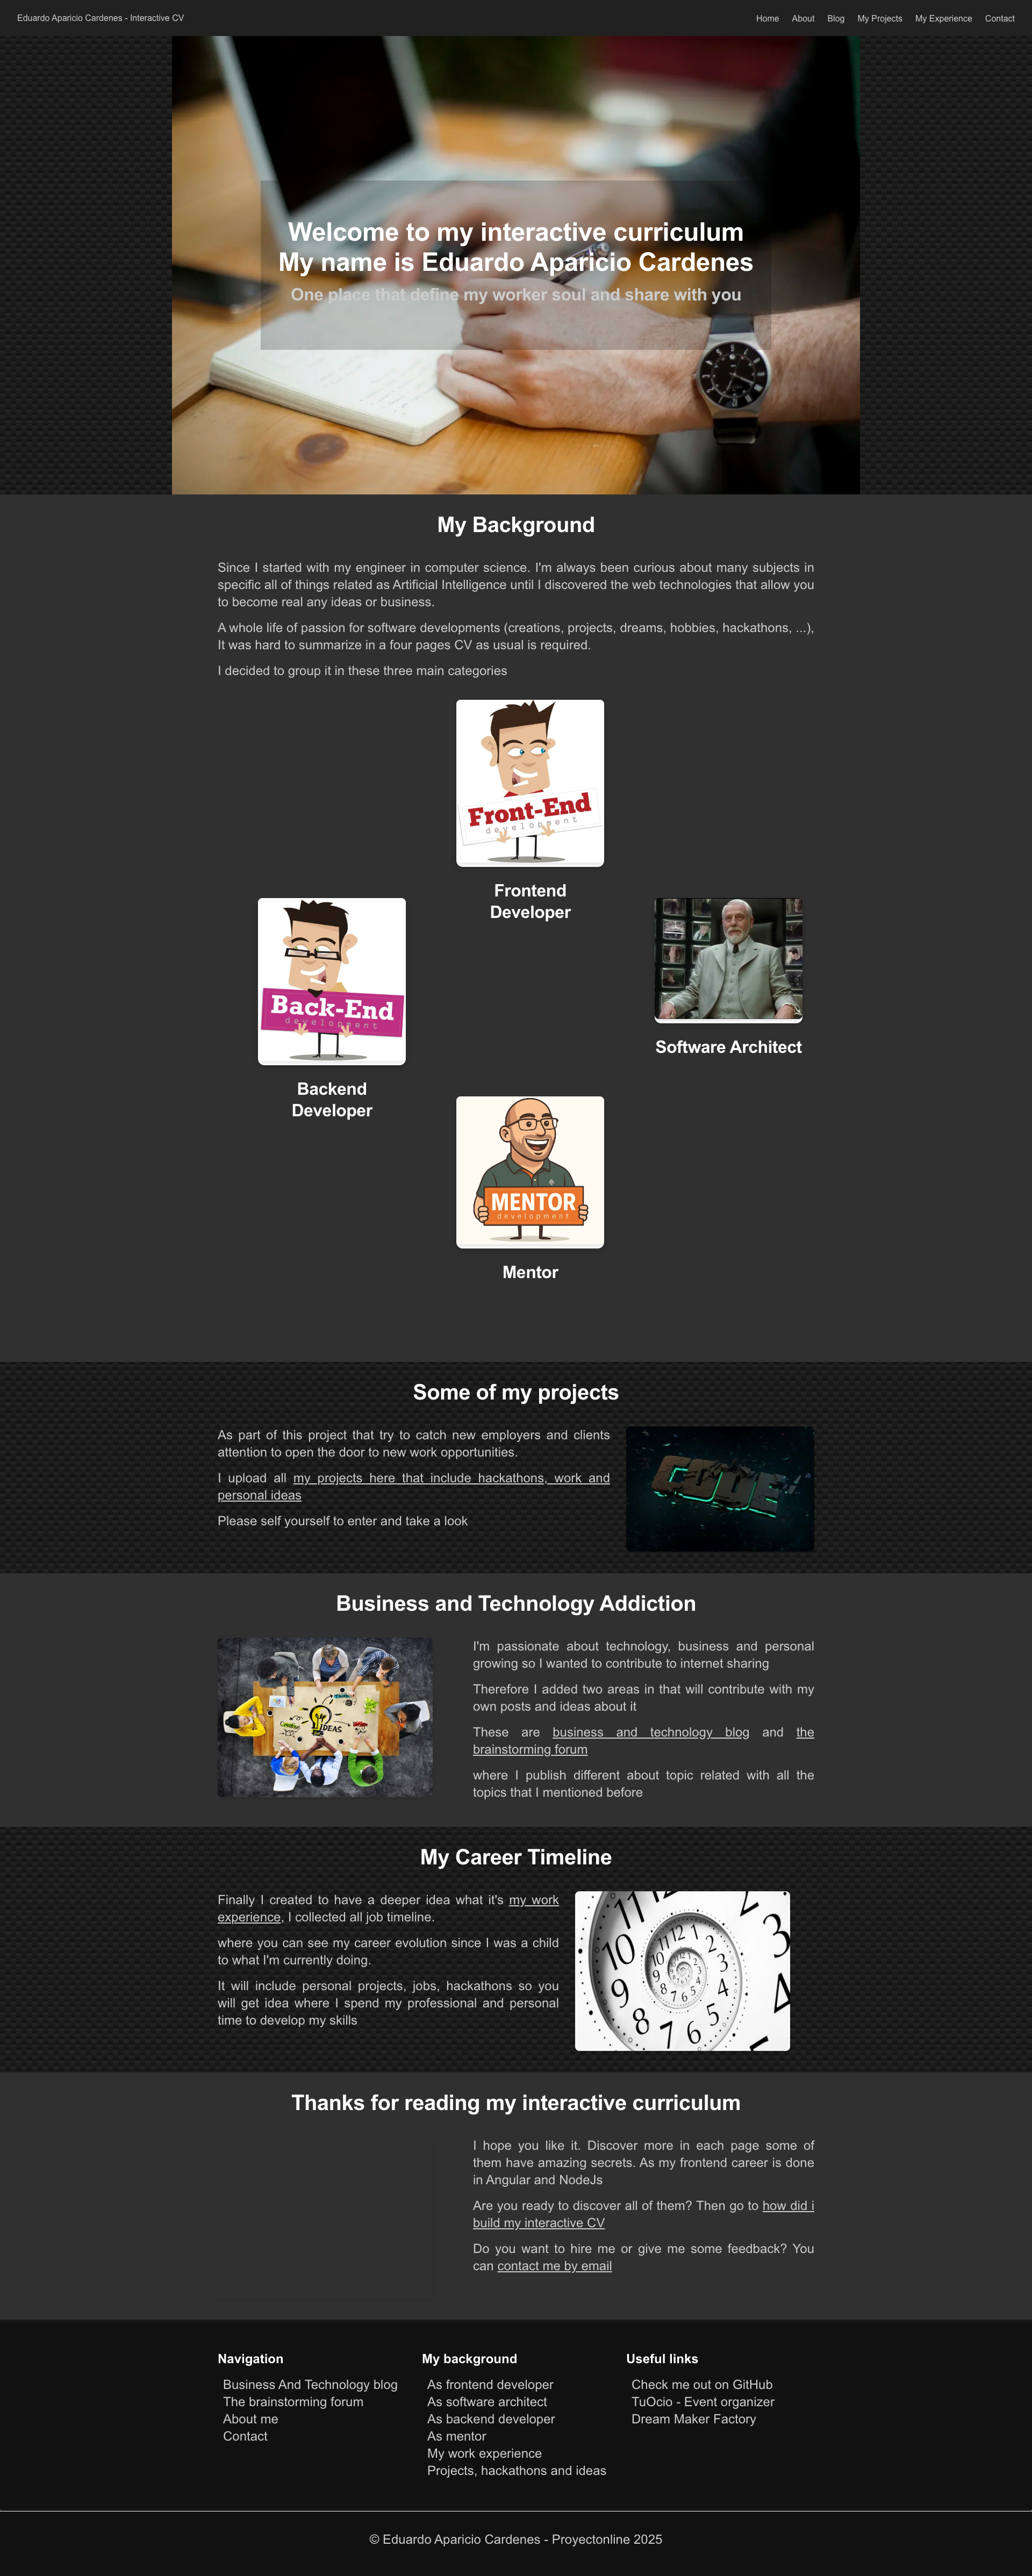 Eduardo Aparicio Cardenes - Interactive CV
Home About Blog My Projects My Experience Contact
Welcome to my interactive curriculum
My name is Eduardo Aparicio Cardenes
One place that define my worker soul and share with you
My Background
Since I started with my engineer in computer science. I'm always been curious about many subjects in
specific all of things related as Artificial Intelligence until I discovered the web technologies that allow you
to become real any ideas or business.
A whole life of passion for software developments (creations, projects, dreams, hobbies, hackathons, ...),
It was hard to summarize in a four pages CV as usual is required.
I decided to group it in these three main categories
Front-End
development
Frontend
Developer
Back-End
development
Backend
Developer
Software Architect
MENTOR
development
Mentor
Some of my projects
As part of this project that try to catch new employers and clients
attention to open the door to new work opportunities.
I upload all my projects here that include hackathons, work and
personal ideas
Please self yourself to enter and take a look
CODE
Business and Technology Addiction
Creative
IDEAS
I'm passionate about technology, business and personal
growing so I wanted to contribute to internet sharing
Therefore I added two areas in that will contribute with my
own posts and ideas about it
These are business and technology blog and the
brainstorming forum
where I publish different about topic related with all the
topics that I mentioned before
My Career Timeline
Finally I created to have a deeper idea what it's my work
experience, I collected all job timeline.
where you can see my career evolution since I was a child
to what I'm currently doing.
It will include personal projects, jobs, hackathons so you
will get idea where I spend my professional and personal
time to develop my skills
11 12 1 2 3 4 5 6 7 8 9 10
Thanks for reading my interactive curriculum
I hope you like it. Discover more in each page some of
them have amazing secrets. As my frontend career is done
in Angular and NodeJs
Are you ready to discover all of them? Then go to how did i
build my interactive CV
Do you want to hire me or give me some feedback? You
can contact me by email
Navigation
Business And Technology blog
The brainstorming forum
About me
Contact
My background
As frontend developer
As software architect
As backend developer
As mentor
My work experience
Projects, hackathons and ideas
Useful links
Check me out on GitHub
TuOcio - Event organizer
Dream Maker Factory
© Eduardo Aparicio Cardenes - Proyectonline 2025